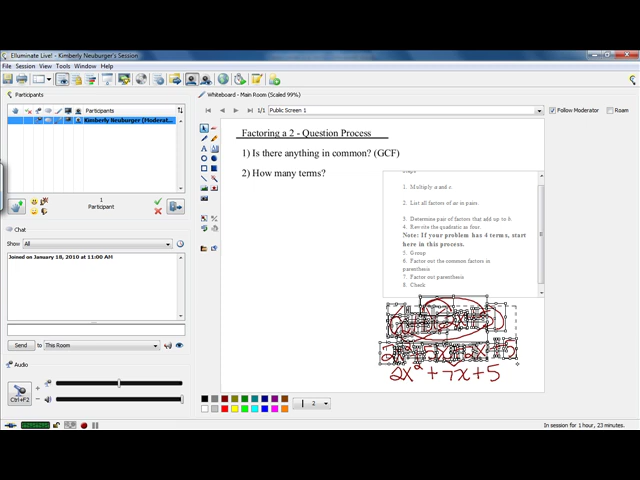 Elluminate Live! - Kimberly Neuburger's Session
File Session View Tools Window Help
Participants
Participants
Kimberly Neuburger (Moderat...
1
Participant
Chat
Show All
Joined on January 18, 2010 at 11:00 AM
Send to This Room
Audio
Ctrl+F2
Whiteboard - Main Room (Scaled 99%)
1/1 Public Screen 1
Follow Moderator Roam
Factoring a 2 - Question Process
1) Is there anything in common? (GCF)
2) How many terms?
1. Multiply a and c.
2. List all factors of ac in pairs.
3. Determine pair of factors that add up to b.
4. Rewrite the quadratic as four.
Note: If your problem has 4 terms, start
here in this process.
5. Group
6. Factor out the common factors in
parenthesis.
7. Factor out parenthesis
8. Check
2x² + 5x + 2x + 5
2x² + 7x + 5
2
In session for 1 hour, 23 minutes.